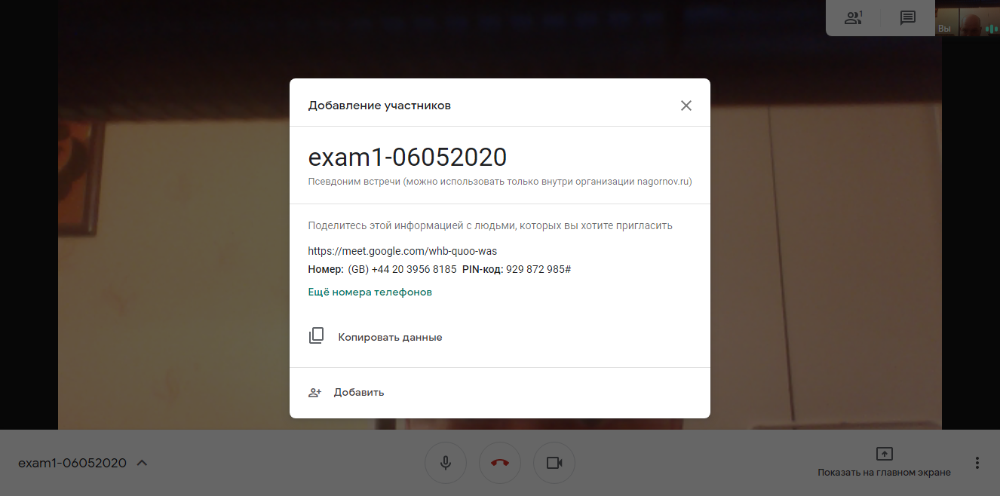 1
Вы
Добавление участников
exam1-06052020
Псевдоним встречи (можно использовать только внутри организации nagornov.ru)
Поделитесь этой информацией с людьми, которых вы хотите пригласить
https://meet.google.com/whb-quoo-was
Номер: (GB) +44 20 3956 8185 PIN-код: 929 872 985#
Ещё номера телефонов
Копировать данные
Добавить
exam1-06052020
Показать на главном экране